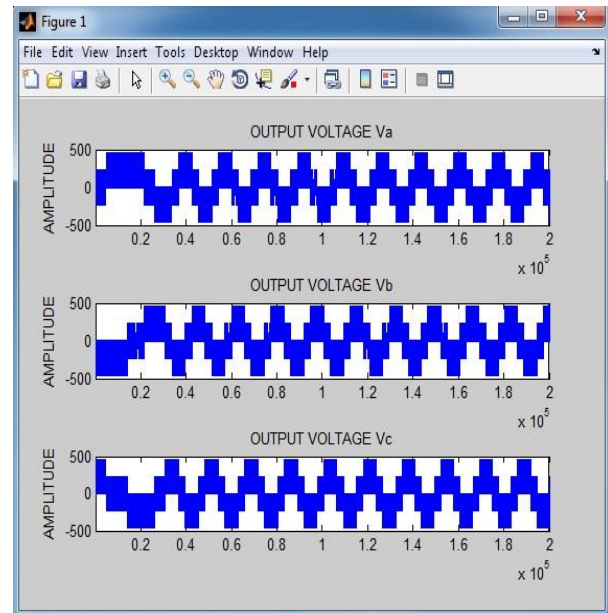 Figure 1
File Edit View Insert Tools Desktop Window Help
OUTPUT VOLTAGE Va
AMPLITUDE
500
0
-500
0.2 0.4 0.6 0.8 1 1.2 1.4 1.6 1.8 2
x 10^5
OUTPUT VOLTAGE Vb
AMPLITUDE
500
0
-500
0.2 0.4 0.6 0.8 1 1.2 1.4 1.6 1.8 2
x 10^5
OUTPUT VOLTAGE Vc
AMPLITUDE
500
0
-500
0.2 0.4 0.6 0.8 1 1.2 1.4 1.6 1.8 2
x 10^5